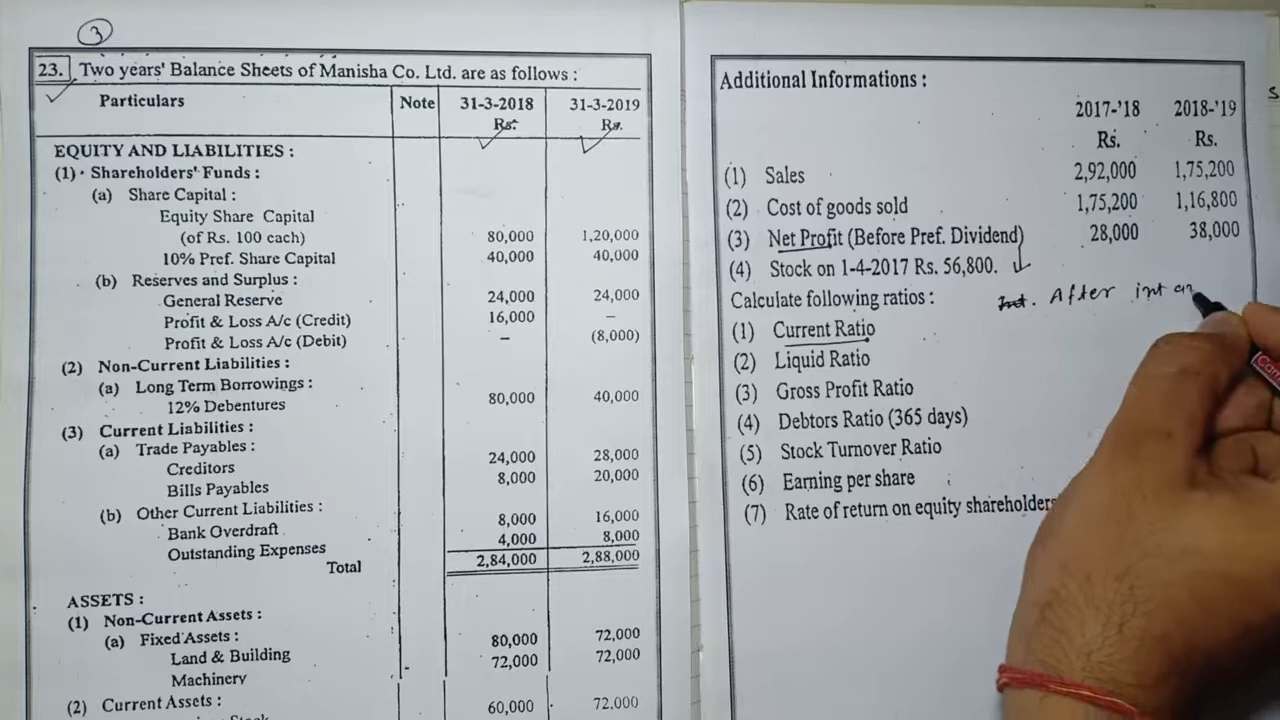 3
23. Two years' Balance Sheets of Manisha Co. Ltd. are as follows :
Particulars Note 31-3-2018 31-3-2019
Rs. Rs.
EQUITY AND LIABILITIES :
(1) Shareholders' Funds :
(a) Share Capital :
Equity Share Capital
(of Rs. 100 each) 80,000 1,20,000
10% Pref. Share Capital 40,000 40,000
(b) Reserves and Surplus :
General Reserve 24,000 24,000
Profit & Loss A/c (Credit) 16,000 –
Profit & Loss A/c (Debit) – (8,000)
(2) Non-Current Liabilities :
(a) Long Term Borrowings :
12% Debentures 80,000 40,000
(3) Current Liabilities :
(a) Trade Payables :
Creditors 24,000 28,000
Bills Payables 8,000 20,000
(b) Other Current Liabilities :
Bank Overdraft 8,000 16,000
Outstanding Expenses 4,000 8,000
Total 2,84,000 2,88,000
ASSETS :
(1) Non-Current Assets :
(a) Fixed Assets :
Land & Building 80,000 72,000
Machinery 72,000 72,000
(2) Current Assets :
Stock 60,000 72,000
Additional Informations :
2017-'18 2018-'19
Rs. Rs.
(1) Sales 2,92,000 1,75,200
(2) Cost of goods sold 1,75,200 1,16,800
(3) Net Profit (Before Pref. Dividend) 28,000 38,000
(4) Stock on 1-4-2017 Rs. 56,800.
Calculate following ratios :
After int an
(1) Current Ratio
(2) Liquid Ratio
(3) Gross Profit Ratio
(4) Debtors Ratio (365 days)
(5) Stock Turnover Ratio
(6) Earning per share
(7) Rate of return on equity shareholders